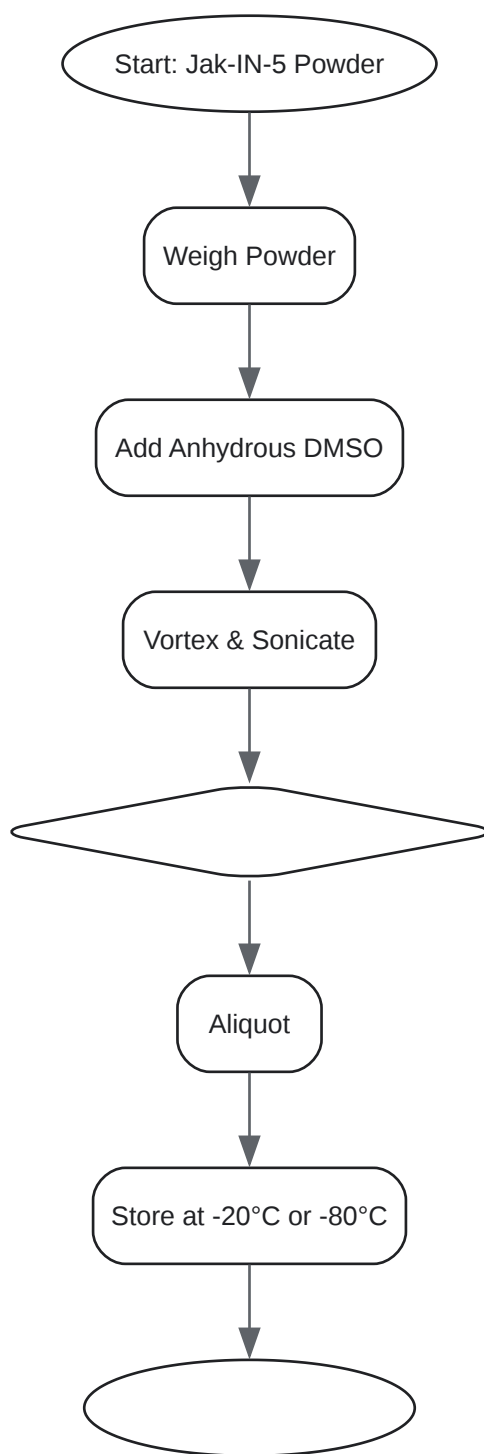 Start: Jak-IN-5 Powder
Weigh Powder
Add Anhydrous DMSO
Vortex & Sonicate
Aliquot
Store at -20°C or -80°C